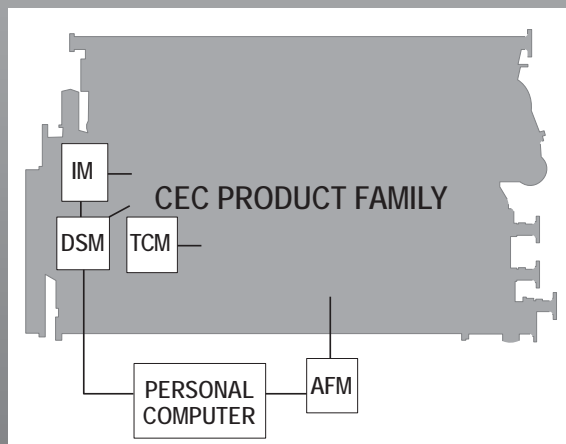 IM
CEC PRODUCT FAMILY
DSM
TCM
PERSONAL
COMPUTER
AFM